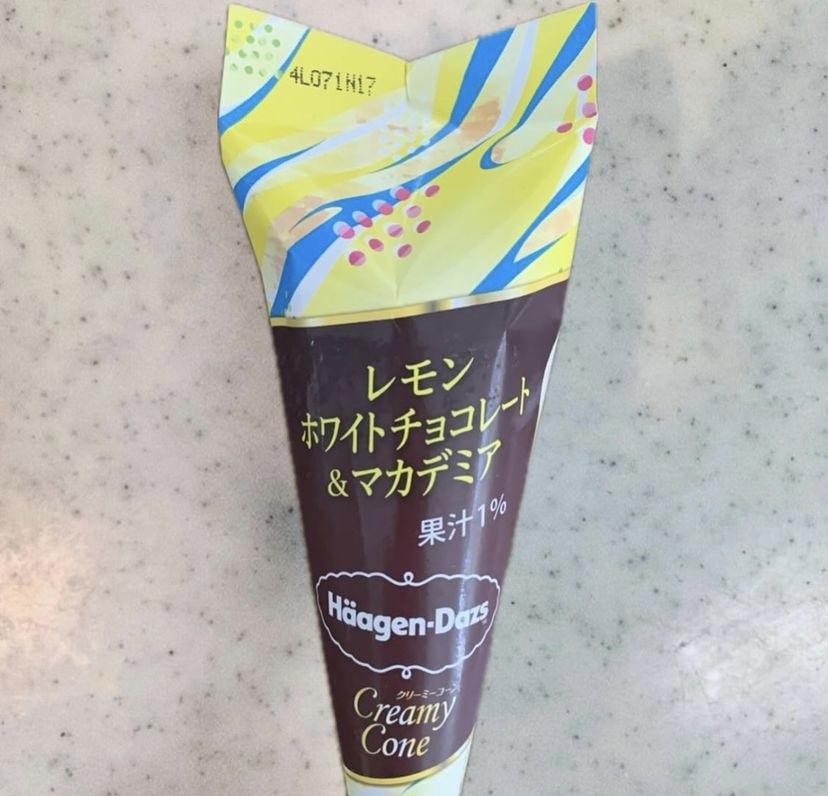 4L071N17
レモン
ホワイトチョコレート
&マカデミア
果汁1%
Häagen-Dazs
クリーミーコーン
Creamy
Cone